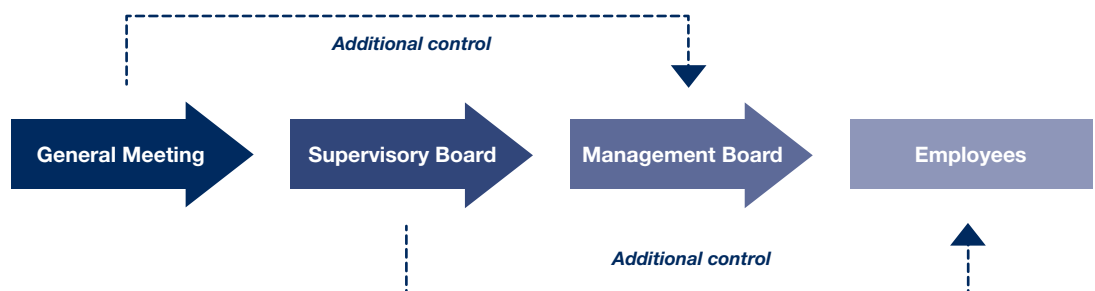 Additional control
General Meeting
Supervisory Board
Management Board
Employees
Additional control